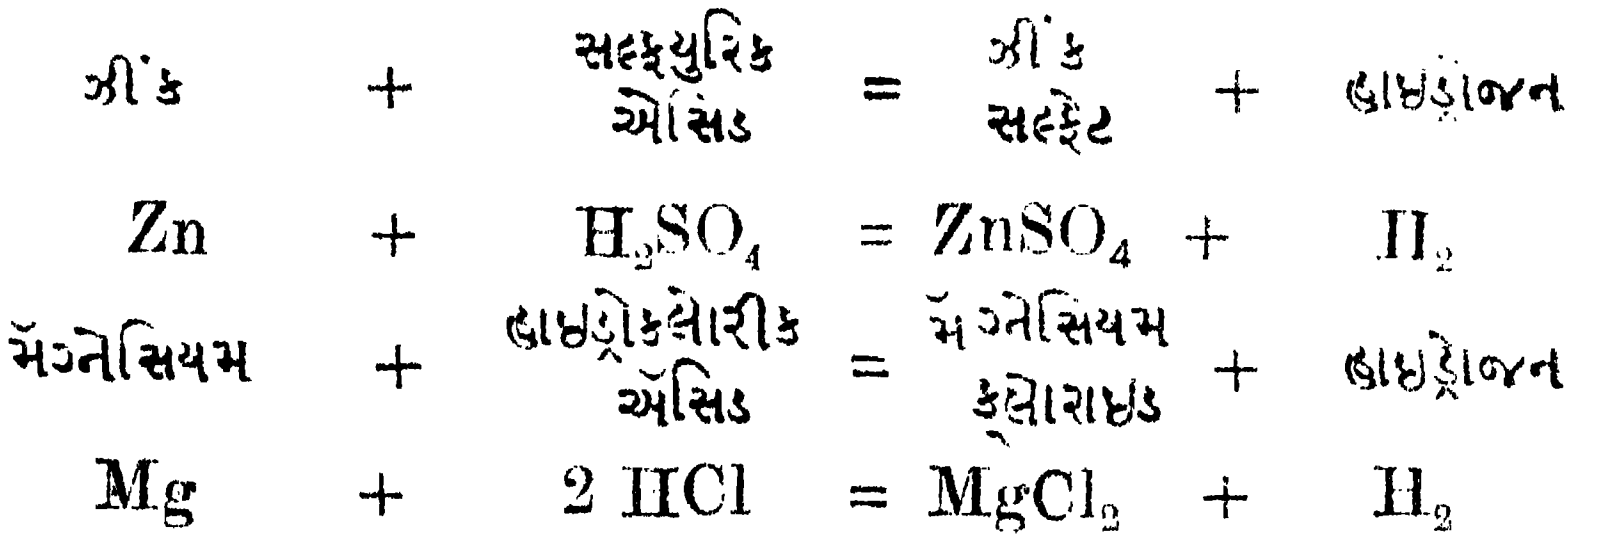 ઝીંક + સલ્ફ્યુરિક ઍસિડ = ઝીંક સલ્ફેટ + હાઇડ્રોજન
Zn + H₂SO₄ = ZnSO₄ + H₂
મૅગ્નેસિયમ + હાઇડ્રોક્લોરીક ઍસિડ = મૅગ્નેસિયમ ક્લોરાઇડ + હાઇડ્રોજન
Mg + 2 HCl = MgCl₂ + H₂